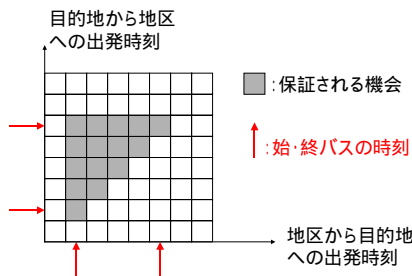 目的地から地区
への出発時刻
:保証される機会
:始・終バスの時刻
地区から目的地
への出発時刻